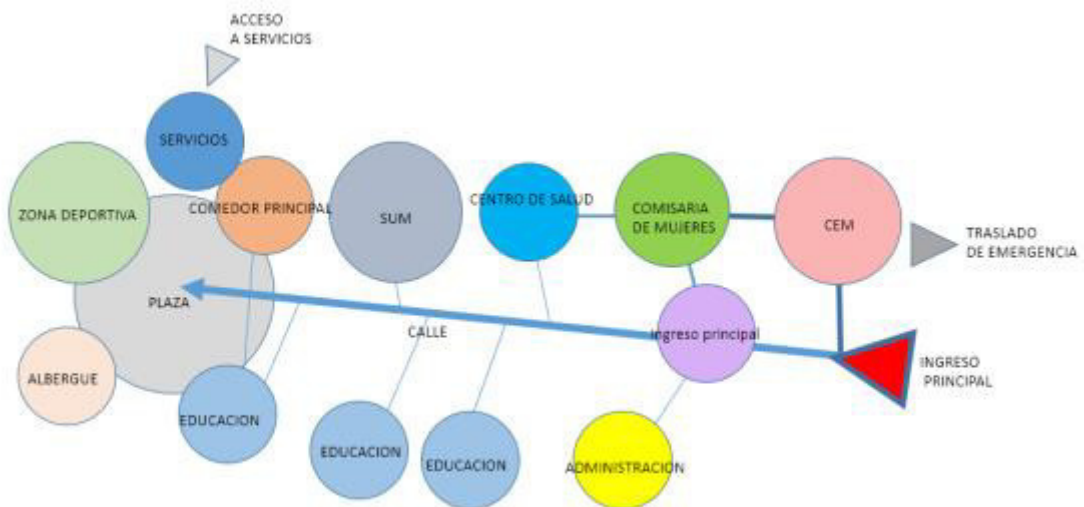 ACCESO
A SERVICIOS
SERVICIOS
ZONA DEPORTIVA
COMEDOR PRINCIPAL
SUM
CENTRO DE SALUD
COMISARIA
DE MUJERES
CEM
TRASLADO
DE EMERGENCIA
PLAZA
CALLE
ingreso principal
INGRESO
PRINCIPAL
ALBERGUE
EDUCACION
EDUCACION
EDUCACION
ADMINISTRACION